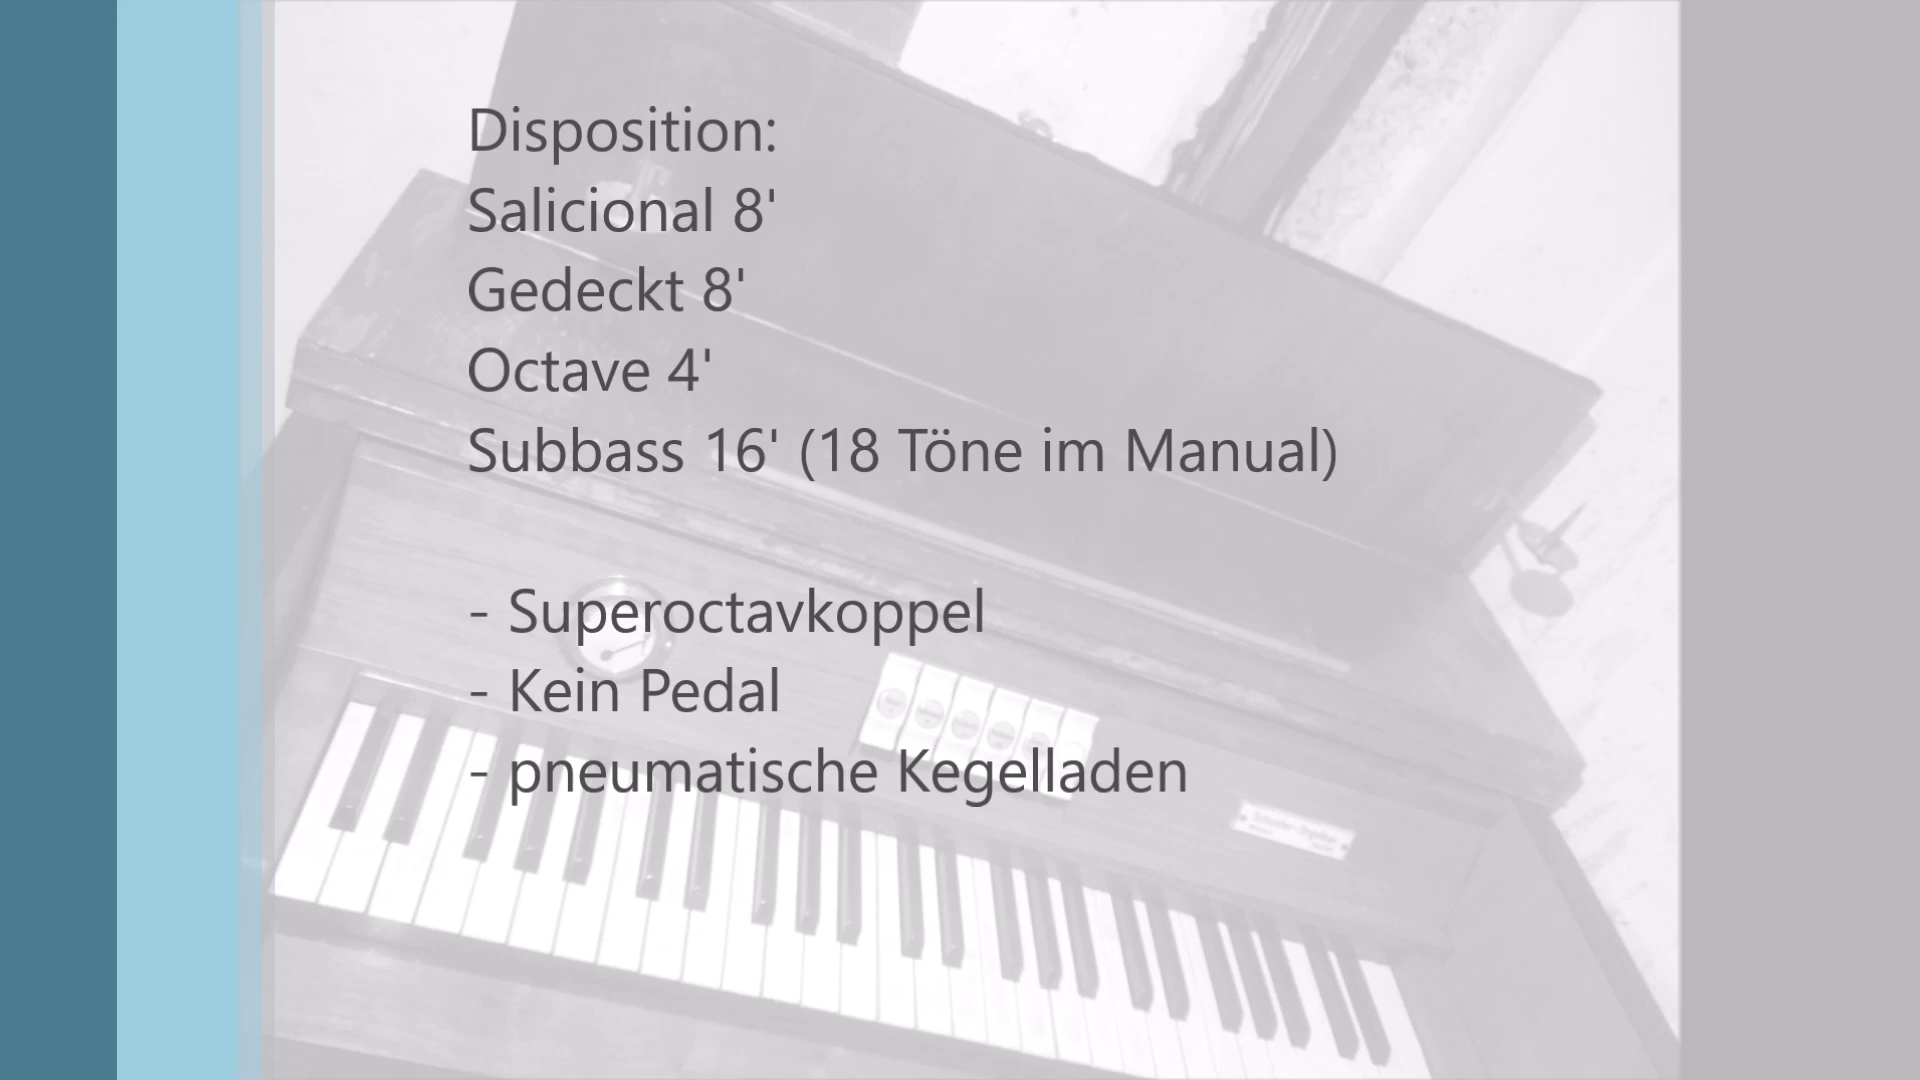 Disposition:
Salicional 8'
Gedeckt 8'
Octave 4'
Subbass 16' (18 Töne im Manual)
- Superoctavkoppel
- Kein Pedal
- pneumatische Kegelladen